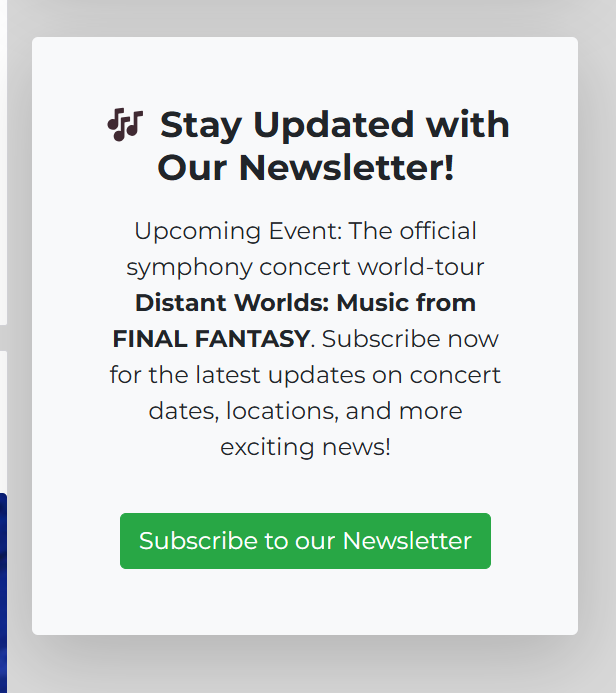 🎶 Stay Updated with
Our Newsletter!
Upcoming Event: The official
symphony concert world-tour
Distant Worlds: Music from
FINAL FANTASY. Subscribe now
for the latest updates on concert
dates, locations, and more
exciting news!
Subscribe to our Newsletter